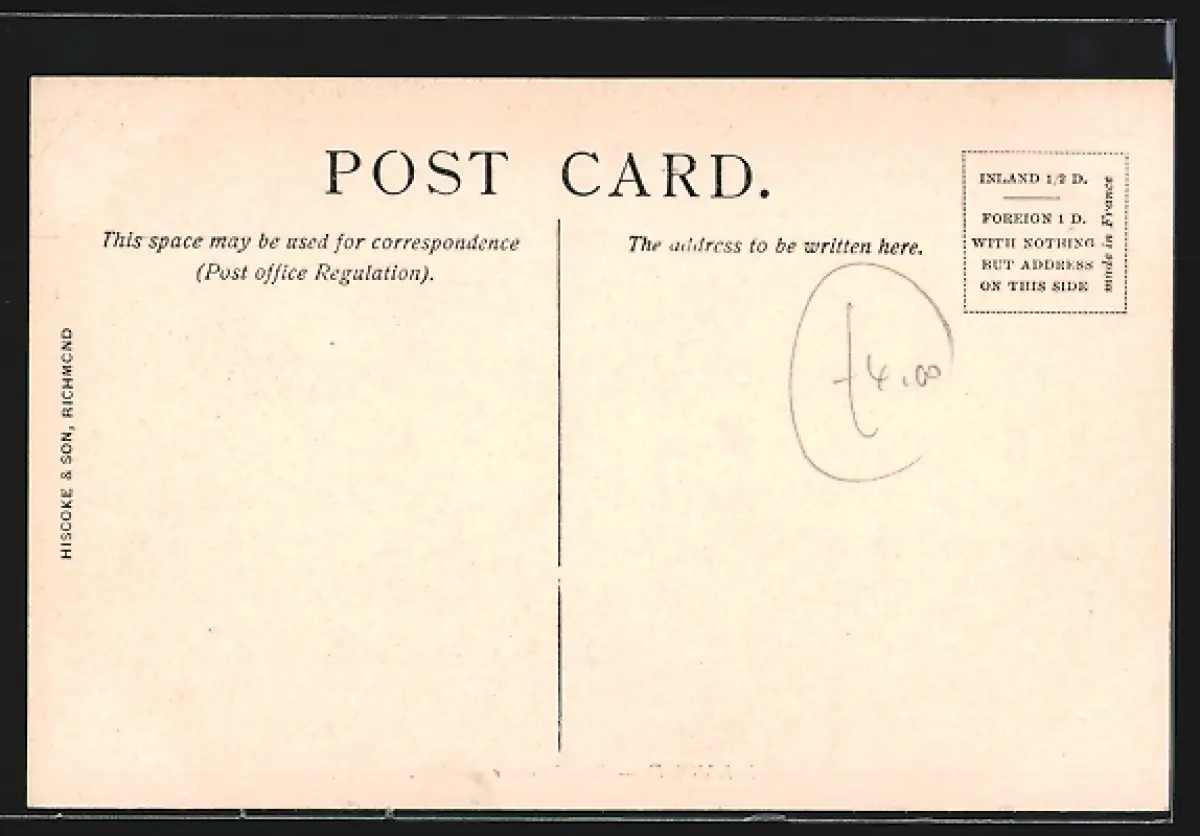 POST CARD.
This space may be used for correspondence
(Post office Regulation).
The address to be written here.
INLAND 1/2 D.
FOREIGN 1 D.
WITH NOTHING
BUT ADDRESS
ON THIS SIDE
made in France
HISCOKE & SON, RICHMOND
£4.00